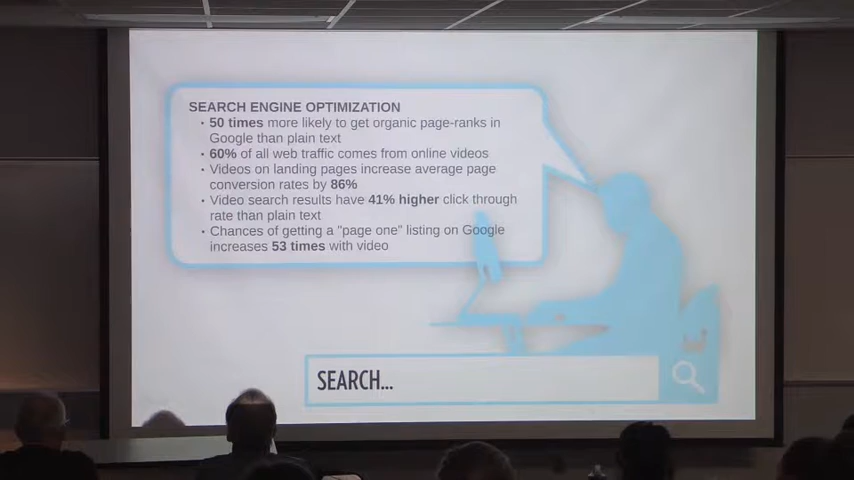 SEARCH ENGINE OPTIMIZATION
• 50 times more likely to get organic page-ranks in
Google than plain text
• 60% of all web traffic comes from online videos
• Videos on landing pages increase average page
conversion rates by 86%
• Video search results have 41% higher click through
rate than plain text
• Chances of getting a "page one" listing on Google
increases 53 times with video
SEARCH...